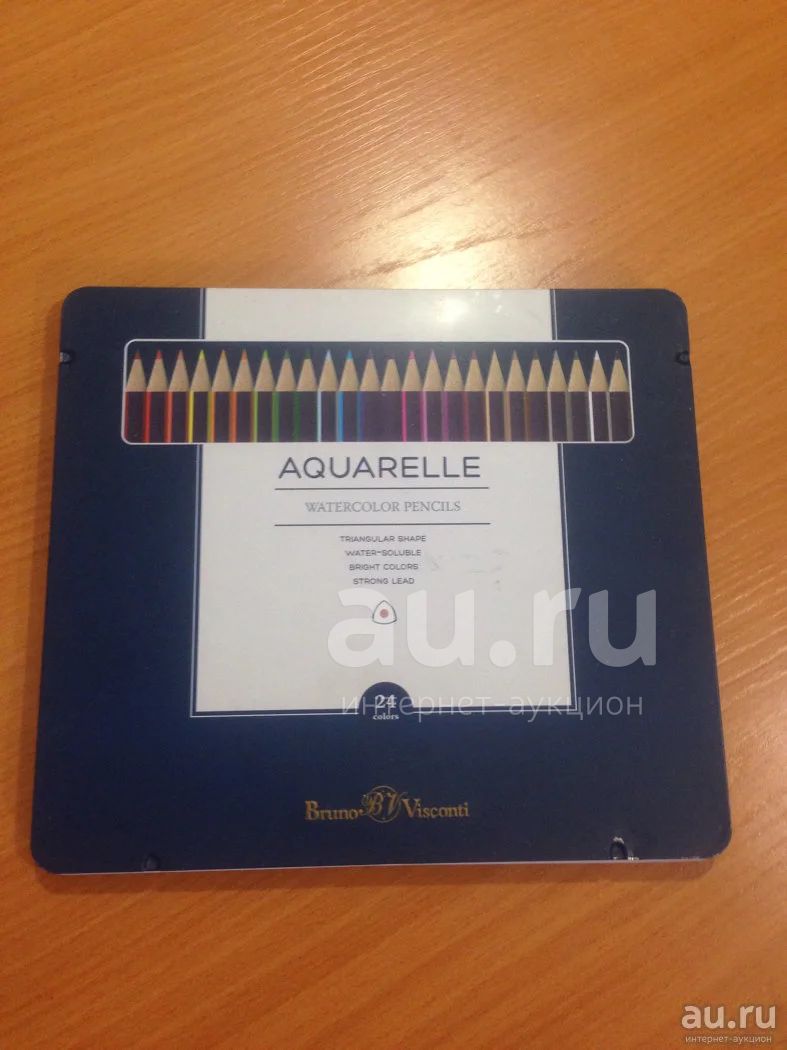 AQUARELLE
WATERCOLOR PENCILS
TRIANGULAR SHAPE
WATER-SOLUBLE
BRIGHT COLORS
STRONG LEAD
au.ru
интернет-аукцион
24
colors
Bruno BV Visconti
au.ru
интернет-аукцион